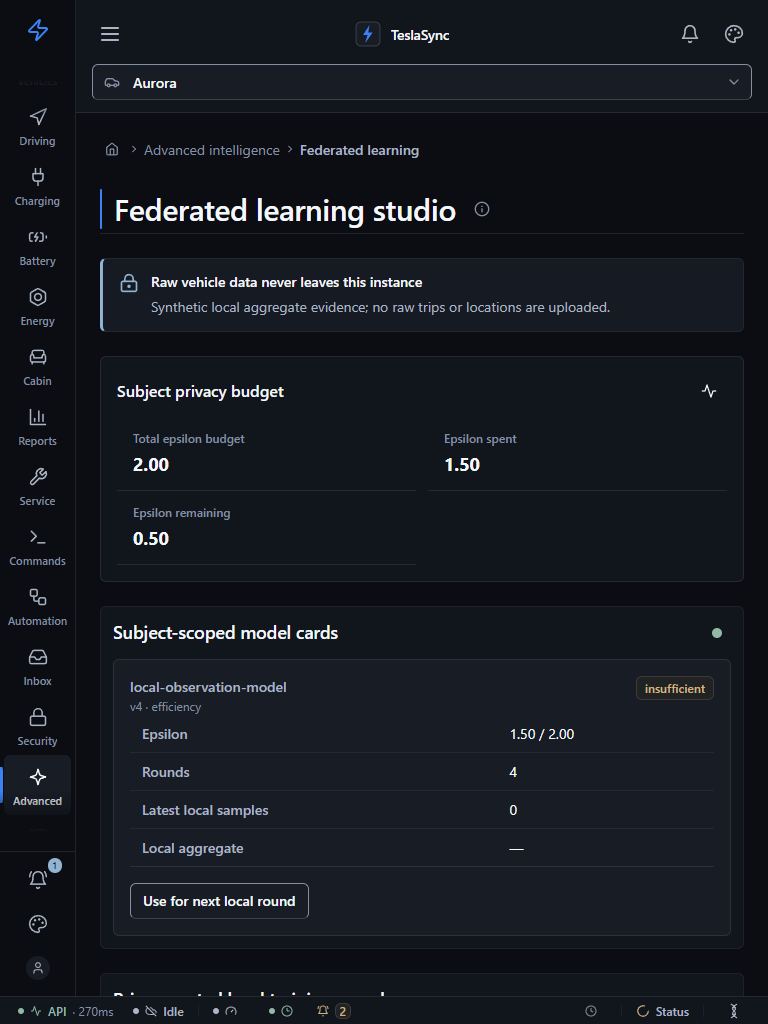 TeslaSync
Aurora
Driving
Charging
Battery
Energy
Cabin
Reports
Service
Commands
Automation
Inbox
Security
Advanced
1
Advanced intelligence
Federated learning
Federated learning studio
Raw vehicle data never leaves this instance
Synthetic local aggregate evidence; no raw trips or locations are uploaded.
Subject privacy budget
Total epsilon budget
2.00
Epsilon spent
1.50
Epsilon remaining
0.50
Subject-scoped model cards
local-observation-model
insufficient
v4 · efficiency
Epsilon 1.50 / 2.00
Rounds 4
Latest local samples 0
Local aggregate —
Use for next local round
API · 270ms
Idle
2
Status